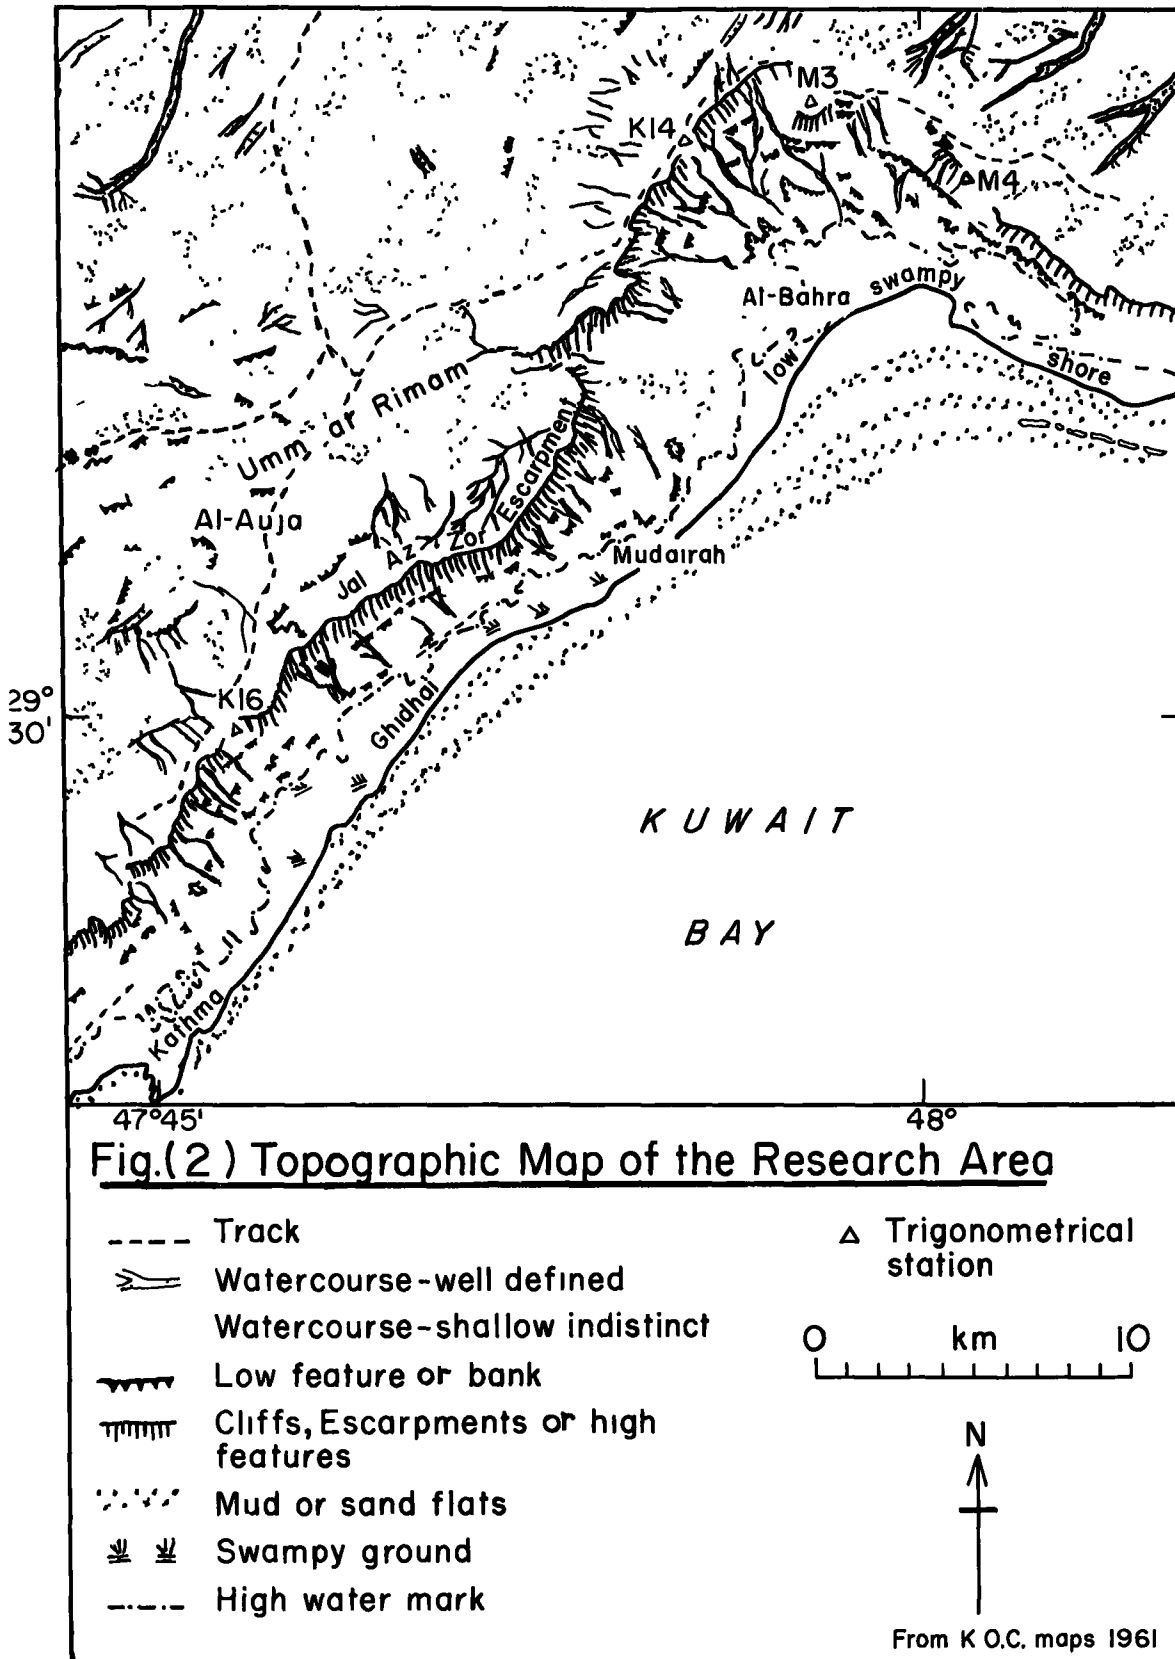 M3
K14
M4
Al-Bahra
swampy
low ?
shore
Umm ar Rimam
Escarpment
Al-Auja
Jal Az Zor
Mudairah
K16
29°
30'
Ghidhai
KUWAIT
BAY
Kathma
47°45'
48°
Fig.(2) Topographic Map of the Research Area
Track
Watercourse-well defined
Watercourse-shallow indistinct
Low feature or bank
Cliffs, Escarpments or high
features
Mud or sand flats
Swampy ground
High water mark
Trigonometrical
station
0 km 10
N
From K O.C. maps 1961